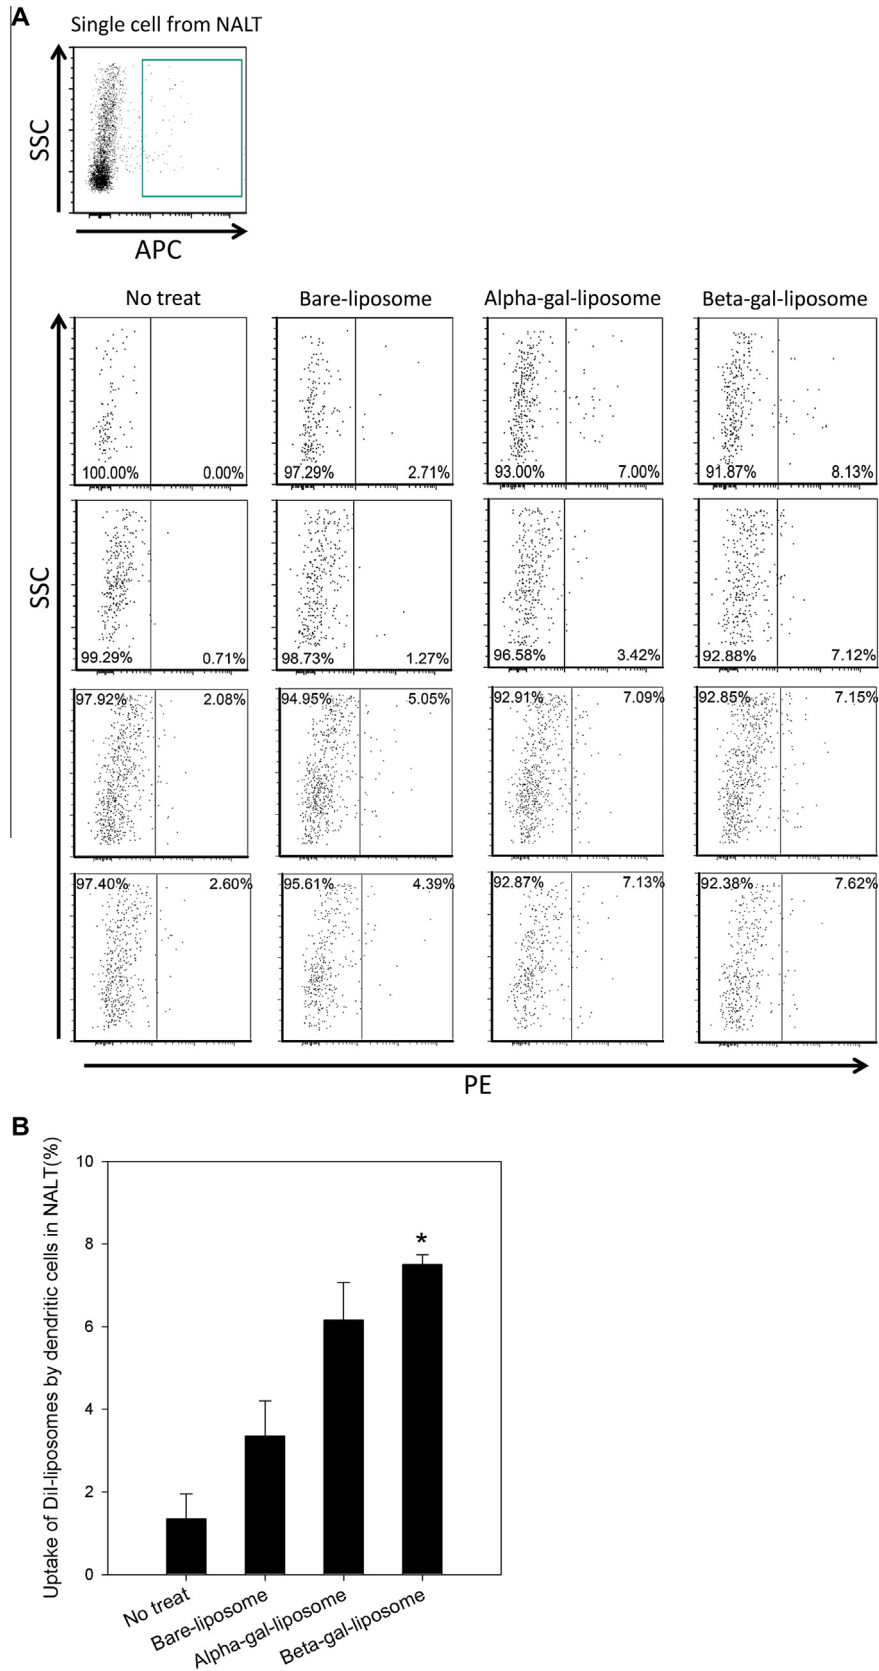 A
Single cell from NALT
SSC
APC
No treat Bare-liposome Alpha-gal-liposome Beta-gal-liposome
100.00% 0.00% 97.29% 2.71% 93.00% 7.00% 91.87% 8.13%
SSC
99.29% 0.71% 98.73% 1.27% 96.58% 3.42% 92.88% 7.12%
97.92% 2.08% 94.95% 5.05% 92.91% 7.09% 92.85% 7.15%
97.40% 2.60% 95.61% 4.39% 92.87% 7.13% 92.38% 7.62%
PE
B
Uptake of DiI-liposomes by dendritic cells in NALT(%)
10
8
6
4
2
0
*
No treat
Bare-liposome
Alpha-gal-liposome
Beta-gal-liposome